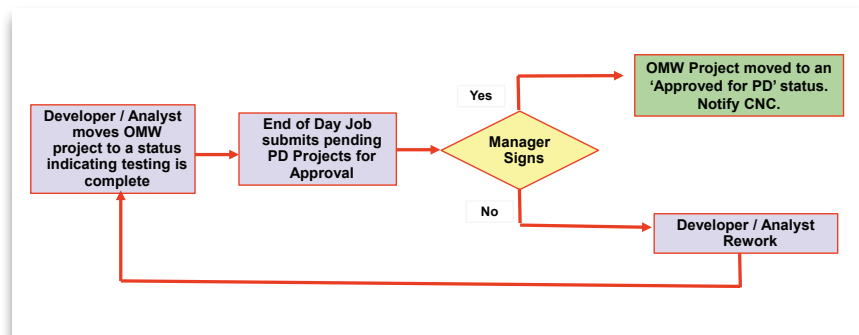 Developer / Analyst
moves OMW
project to a status
indicating testing is
complete
End of Day Job
submits pending
PD Projects for
Approval
Manager
Signs
Yes
OMW Project moved to an
‘Approved for PD’ status.
Notify CNC.
No
Developer / Analyst
Rework